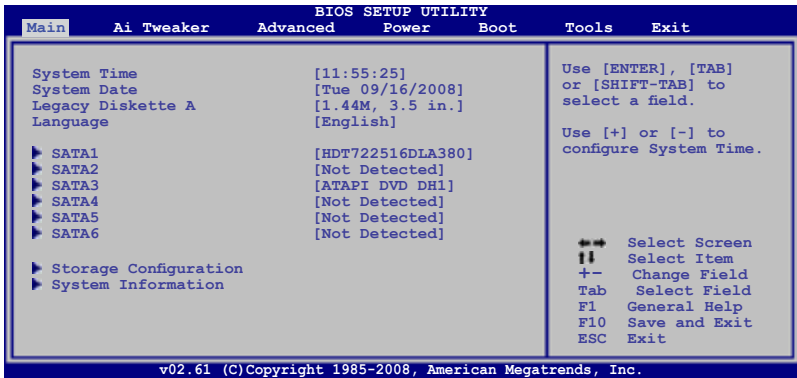 BIOS SETUP UTILITY
Main Ai Tweaker Advanced Power Boot Tools Exit
System Time [11:55:25]
System Date [Tue 09/16/2008]
Legacy Diskette A [1.44M, 3.5 in.]
Language [English]
SATA1 [HDT722516DLA380]
SATA2 [Not Detected]
SATA3 [ATAPI DVD DH1]
SATA4 [Not Detected]
SATA5 [Not Detected]
SATA6 [Not Detected]
Storage Configuration
System Information
Use [ENTER], [TAB]
or [SHIFT-TAB] to
select a field.
Use [+] or [-] to
configure System Time.
Select Screen
Select Item
+- Change Field
Tab Select Field
F1 General Help
F10 Save and Exit
ESC Exit
v02.61 (C)Copyright 1985-2008, American Megatrends, Inc.